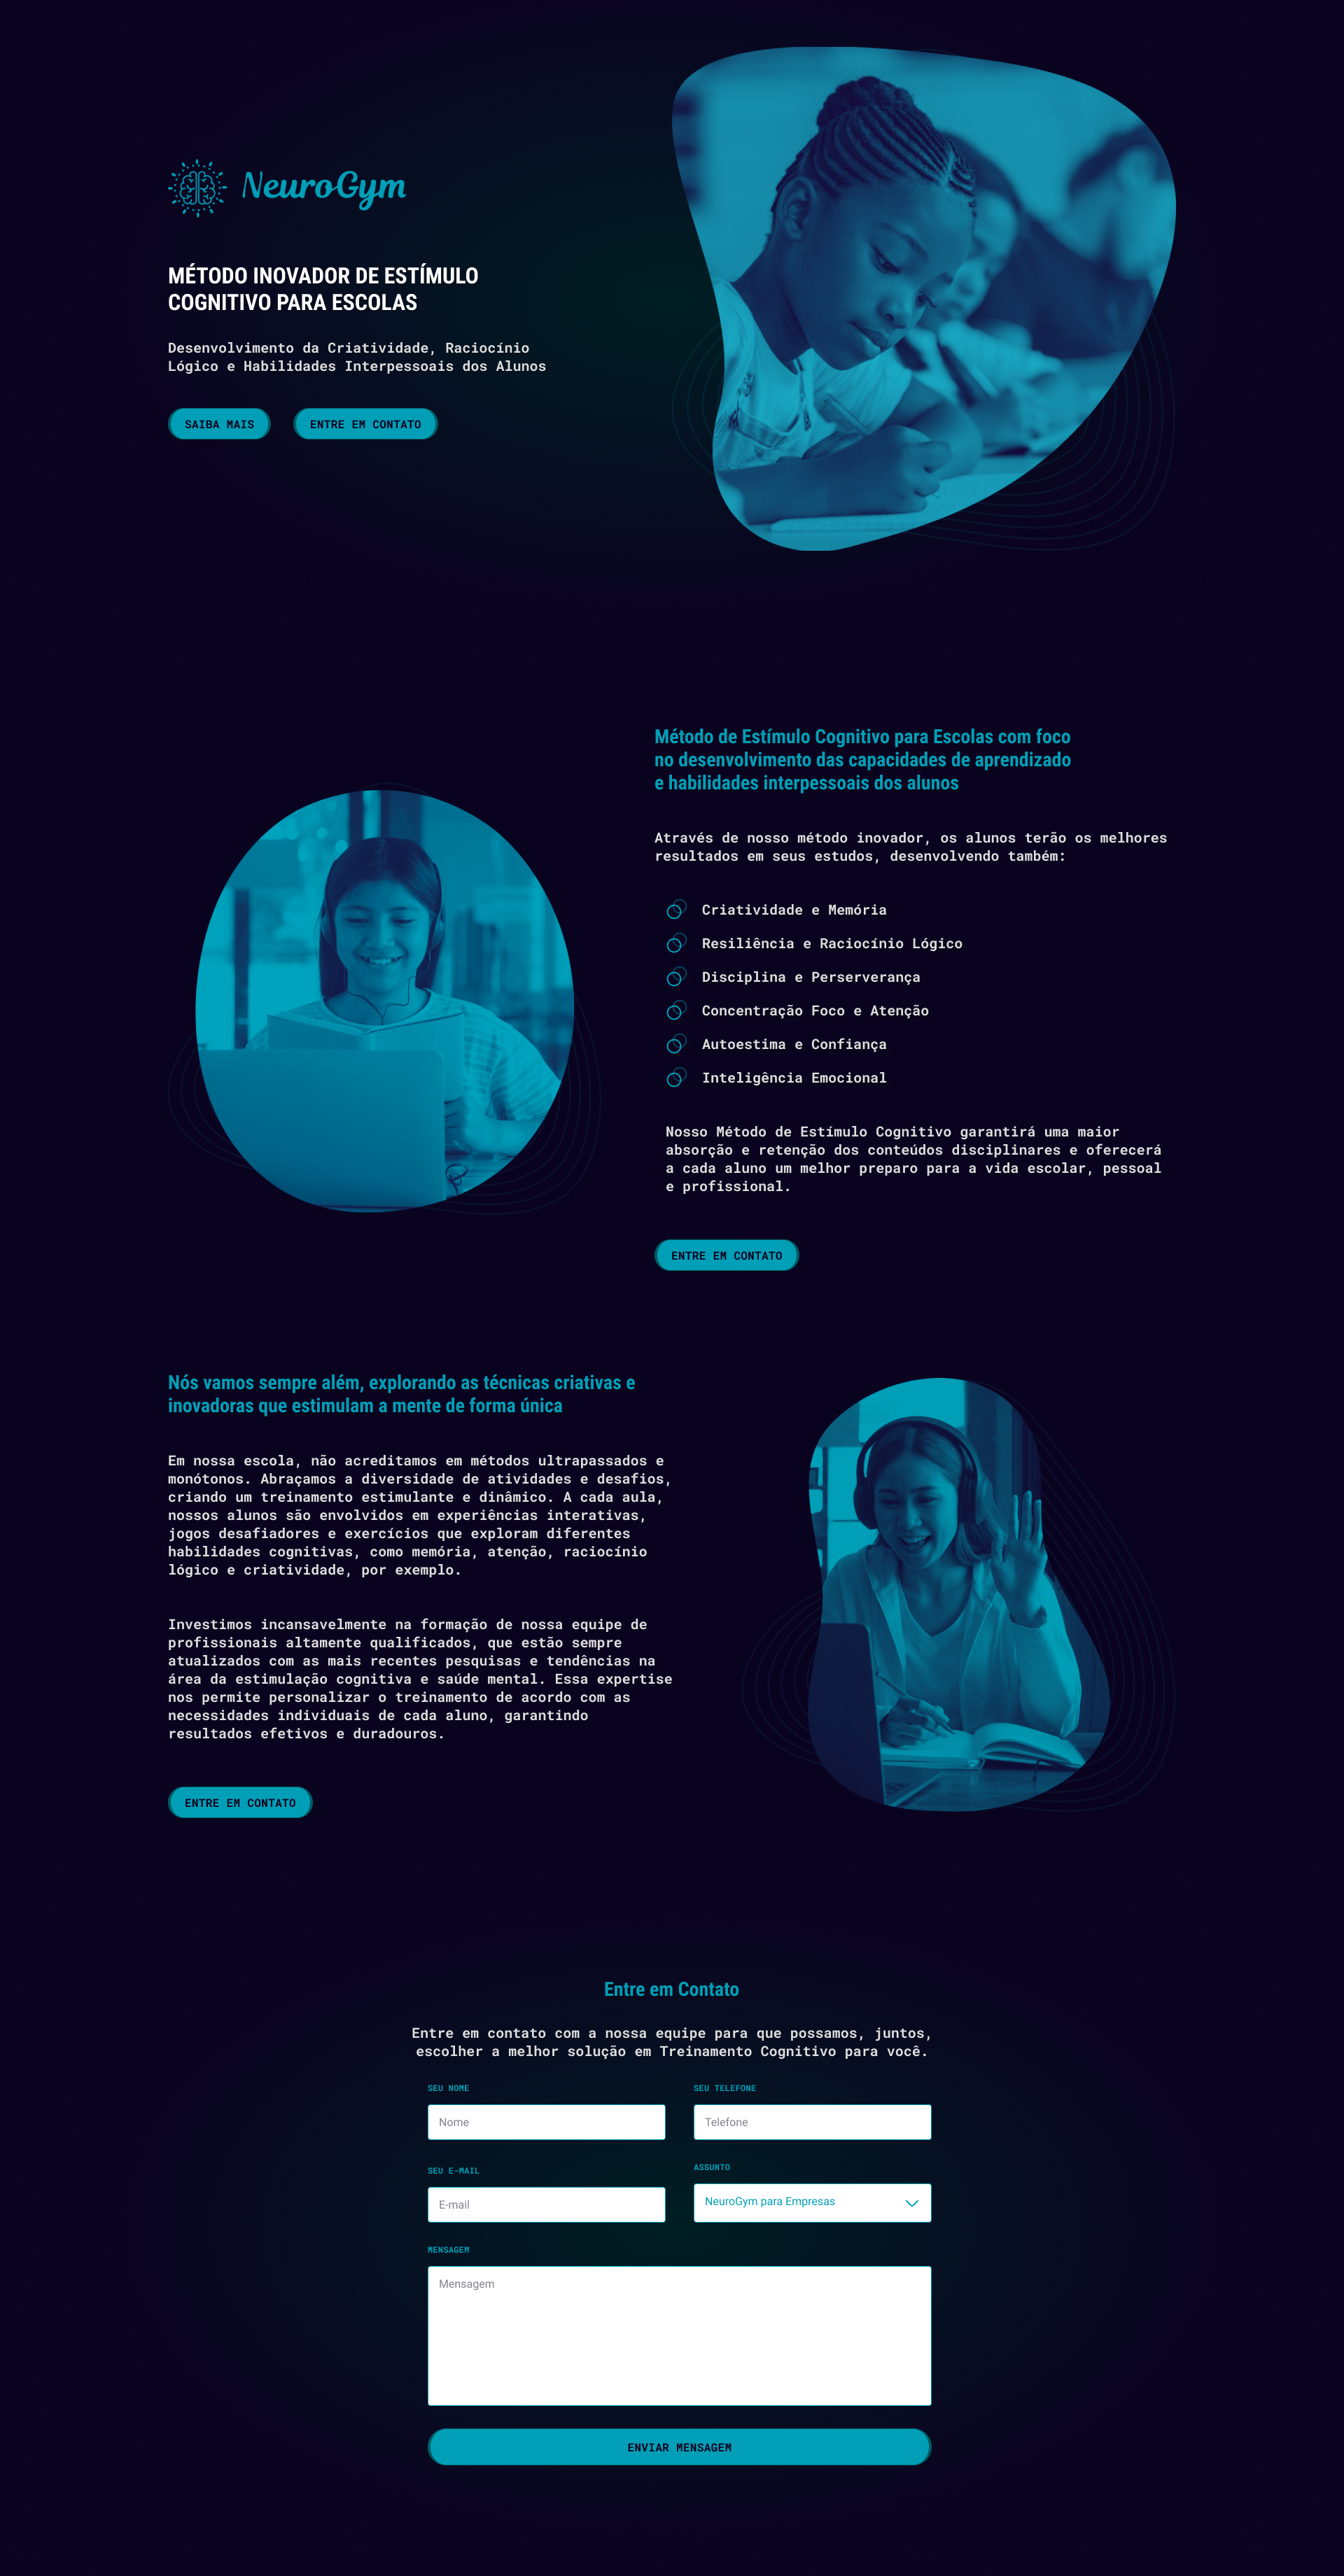 NeuroGym
MÉTODO INOVADOR DE ESTÍMULO
COGNITIVO PARA ESCOLAS
Desenvolvimento da Criatividade, Raciocínio
Lógico e Habilidades Interpessoais dos Alunos
SAIBA MAIS
ENTRE EM CONTATO
Método de Estímulo Cognitivo para Escolas com foco
no desenvolvimento das capacidades de aprendizado
e habilidades interpessoais dos alunos
Através de nosso método inovador, os alunos terão os melhores
resultados em seus estudos, desenvolvendo também:
Criatividade e Memória
Resiliência e Raciocínio Lógico
Disciplina e Perserverança
Concentração Foco e Atenção
Autoestima e Confiança
Inteligência Emocional
Nosso Método de Estímulo Cognitivo garantirá uma maior
absorção e retenção dos conteúdos disciplinares e oferecerá
a cada aluno um melhor preparo para a vida escolar, pessoal
e profissional.
ENTRE EM CONTATO
Nós vamos sempre além, explorando as técnicas criativas e
inovadoras que estimulam a mente de forma única
Em nossa escola, não acreditamos em métodos ultrapassados e
monótonos. Abraçamos a diversidade de atividades e desafios,
criando um treinamento estimulante e dinâmico. A cada aula,
nossos alunos são envolvidos em experiências interativas,
jogos desafiadores e exercícios que exploram diferentes
habilidades cognitivas, como memória, atenção, raciocínio
lógico e criatividade, por exemplo.
Investimos incansavelmente na formação de nossa equipe de
profissionais altamente qualificados, que estão sempre
atualizados com as mais recentes pesquisas e tendências na
área da estimulação cognitiva e saúde mental. Essa expertise
nos permite personalizar o treinamento de acordo com as
necessidades individuais de cada aluno, garantindo
resultados efetivos e duradouros.
ENTRE EM CONTATO
Entre em Contato
Entre em contato com a nossa equipe para que possamos, juntos,
escolher a melhor solução em Treinamento Cognitivo para você.
SEU NOME
Nome
SEU TELEFONE
Telefone
SEU E-MAIL
E-mail
ASSUNTO
NeuroGym para Empresas
MENSAGEM
Mensagem
ENVIAR MENSAGEM